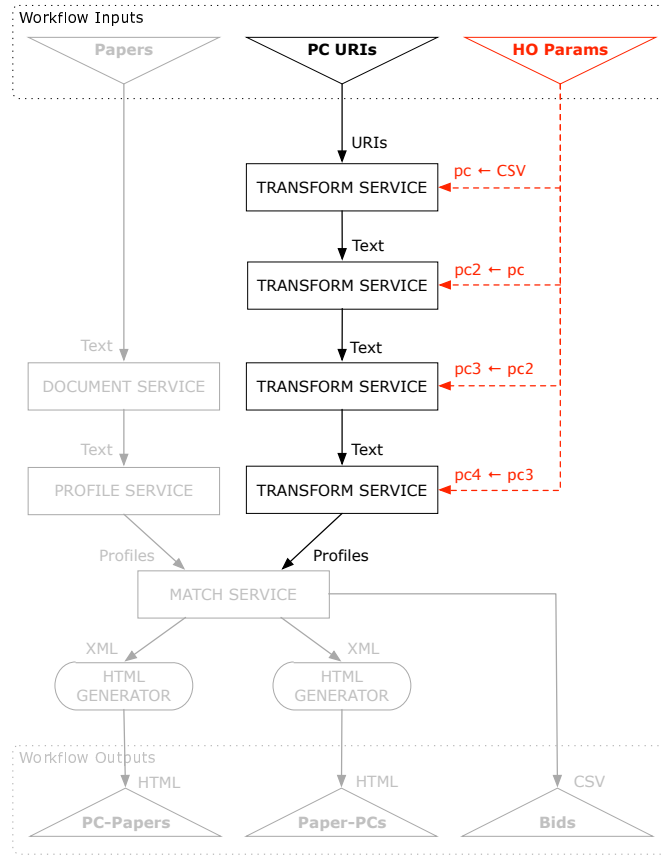 Workflow Inputs
Papers
PC URIs
HO Params
URIs
pc ← CSV
TRANSFORM SERVICE
Text
pc2 ← pc
TRANSFORM SERVICE
Text
Text
pc3 ← pc2
DOCUMENT SERVICE
TRANSFORM SERVICE
Text
Text
pc4 ← pc3
PROFILE SERVICE
TRANSFORM SERVICE
Profiles
Profiles
MATCH SERVICE
XML
XML
HTML
GENERATOR
HTML
GENERATOR
Workflow Outputs
HTML
HTML
CSV
PC-Papers
Paper-PCs
Bids